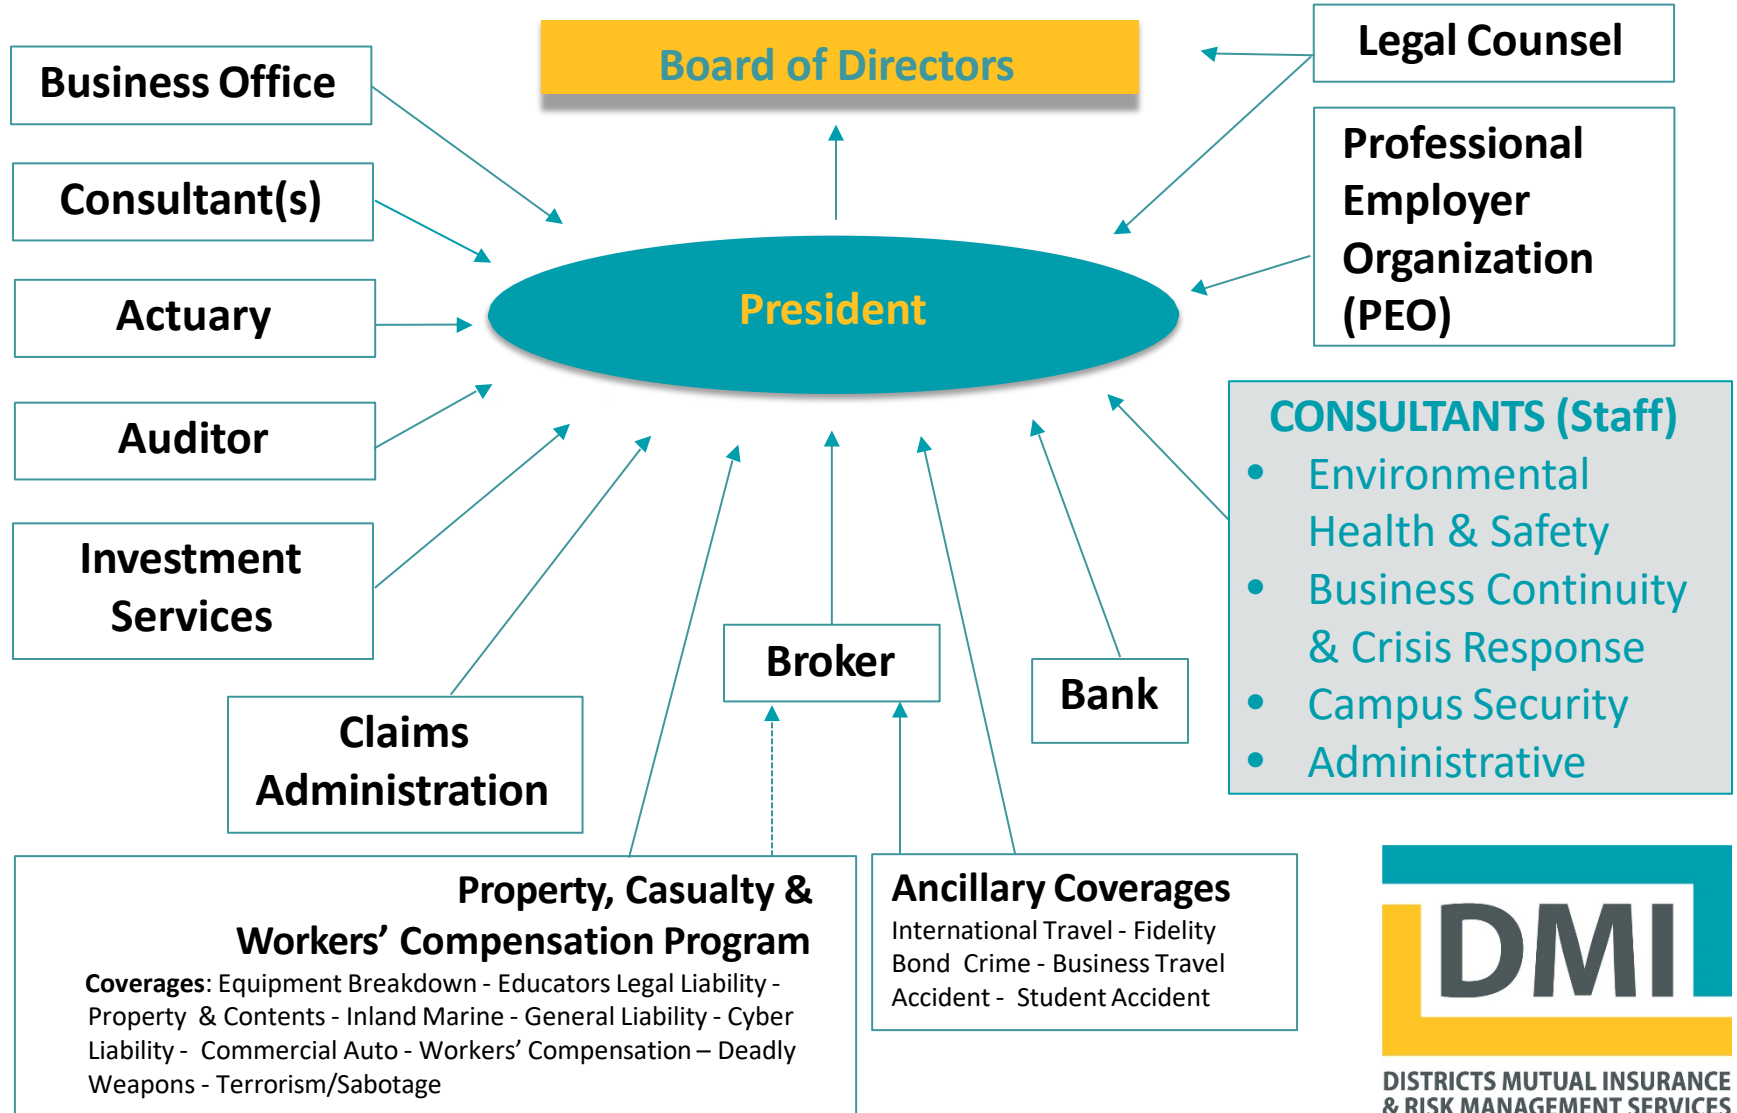 Board of Directors
Legal Counsel
Business Office
Professional
Employer
Organization
(PEO)
Consultant(s)
President
Actuary
Auditor
CONSULTANTS (Staff)
• Environmental
Health & Safety
• Business Continuity
& Crisis Response
• Campus Security
• Administrative
Investment
Services
Broker
Bank
Claims
Administration
Property, Casualty &
Workers’ Compensation Program
Coverages: Equipment Breakdown - Educators Legal Liability -
Property & Contents - Inland Marine - General Liability - Cyber
Liability - Commercial Auto - Workers’ Compensation – Deadly
Weapons - Terrorism/Sabotage
Ancillary Coverages
International Travel - Fidelity
Bond Crime - Business Travel
Accident - Student Accident
DMI
DISTRICTS MUTUAL INSURANCE
& RISK MANAGEMENT SERVICES